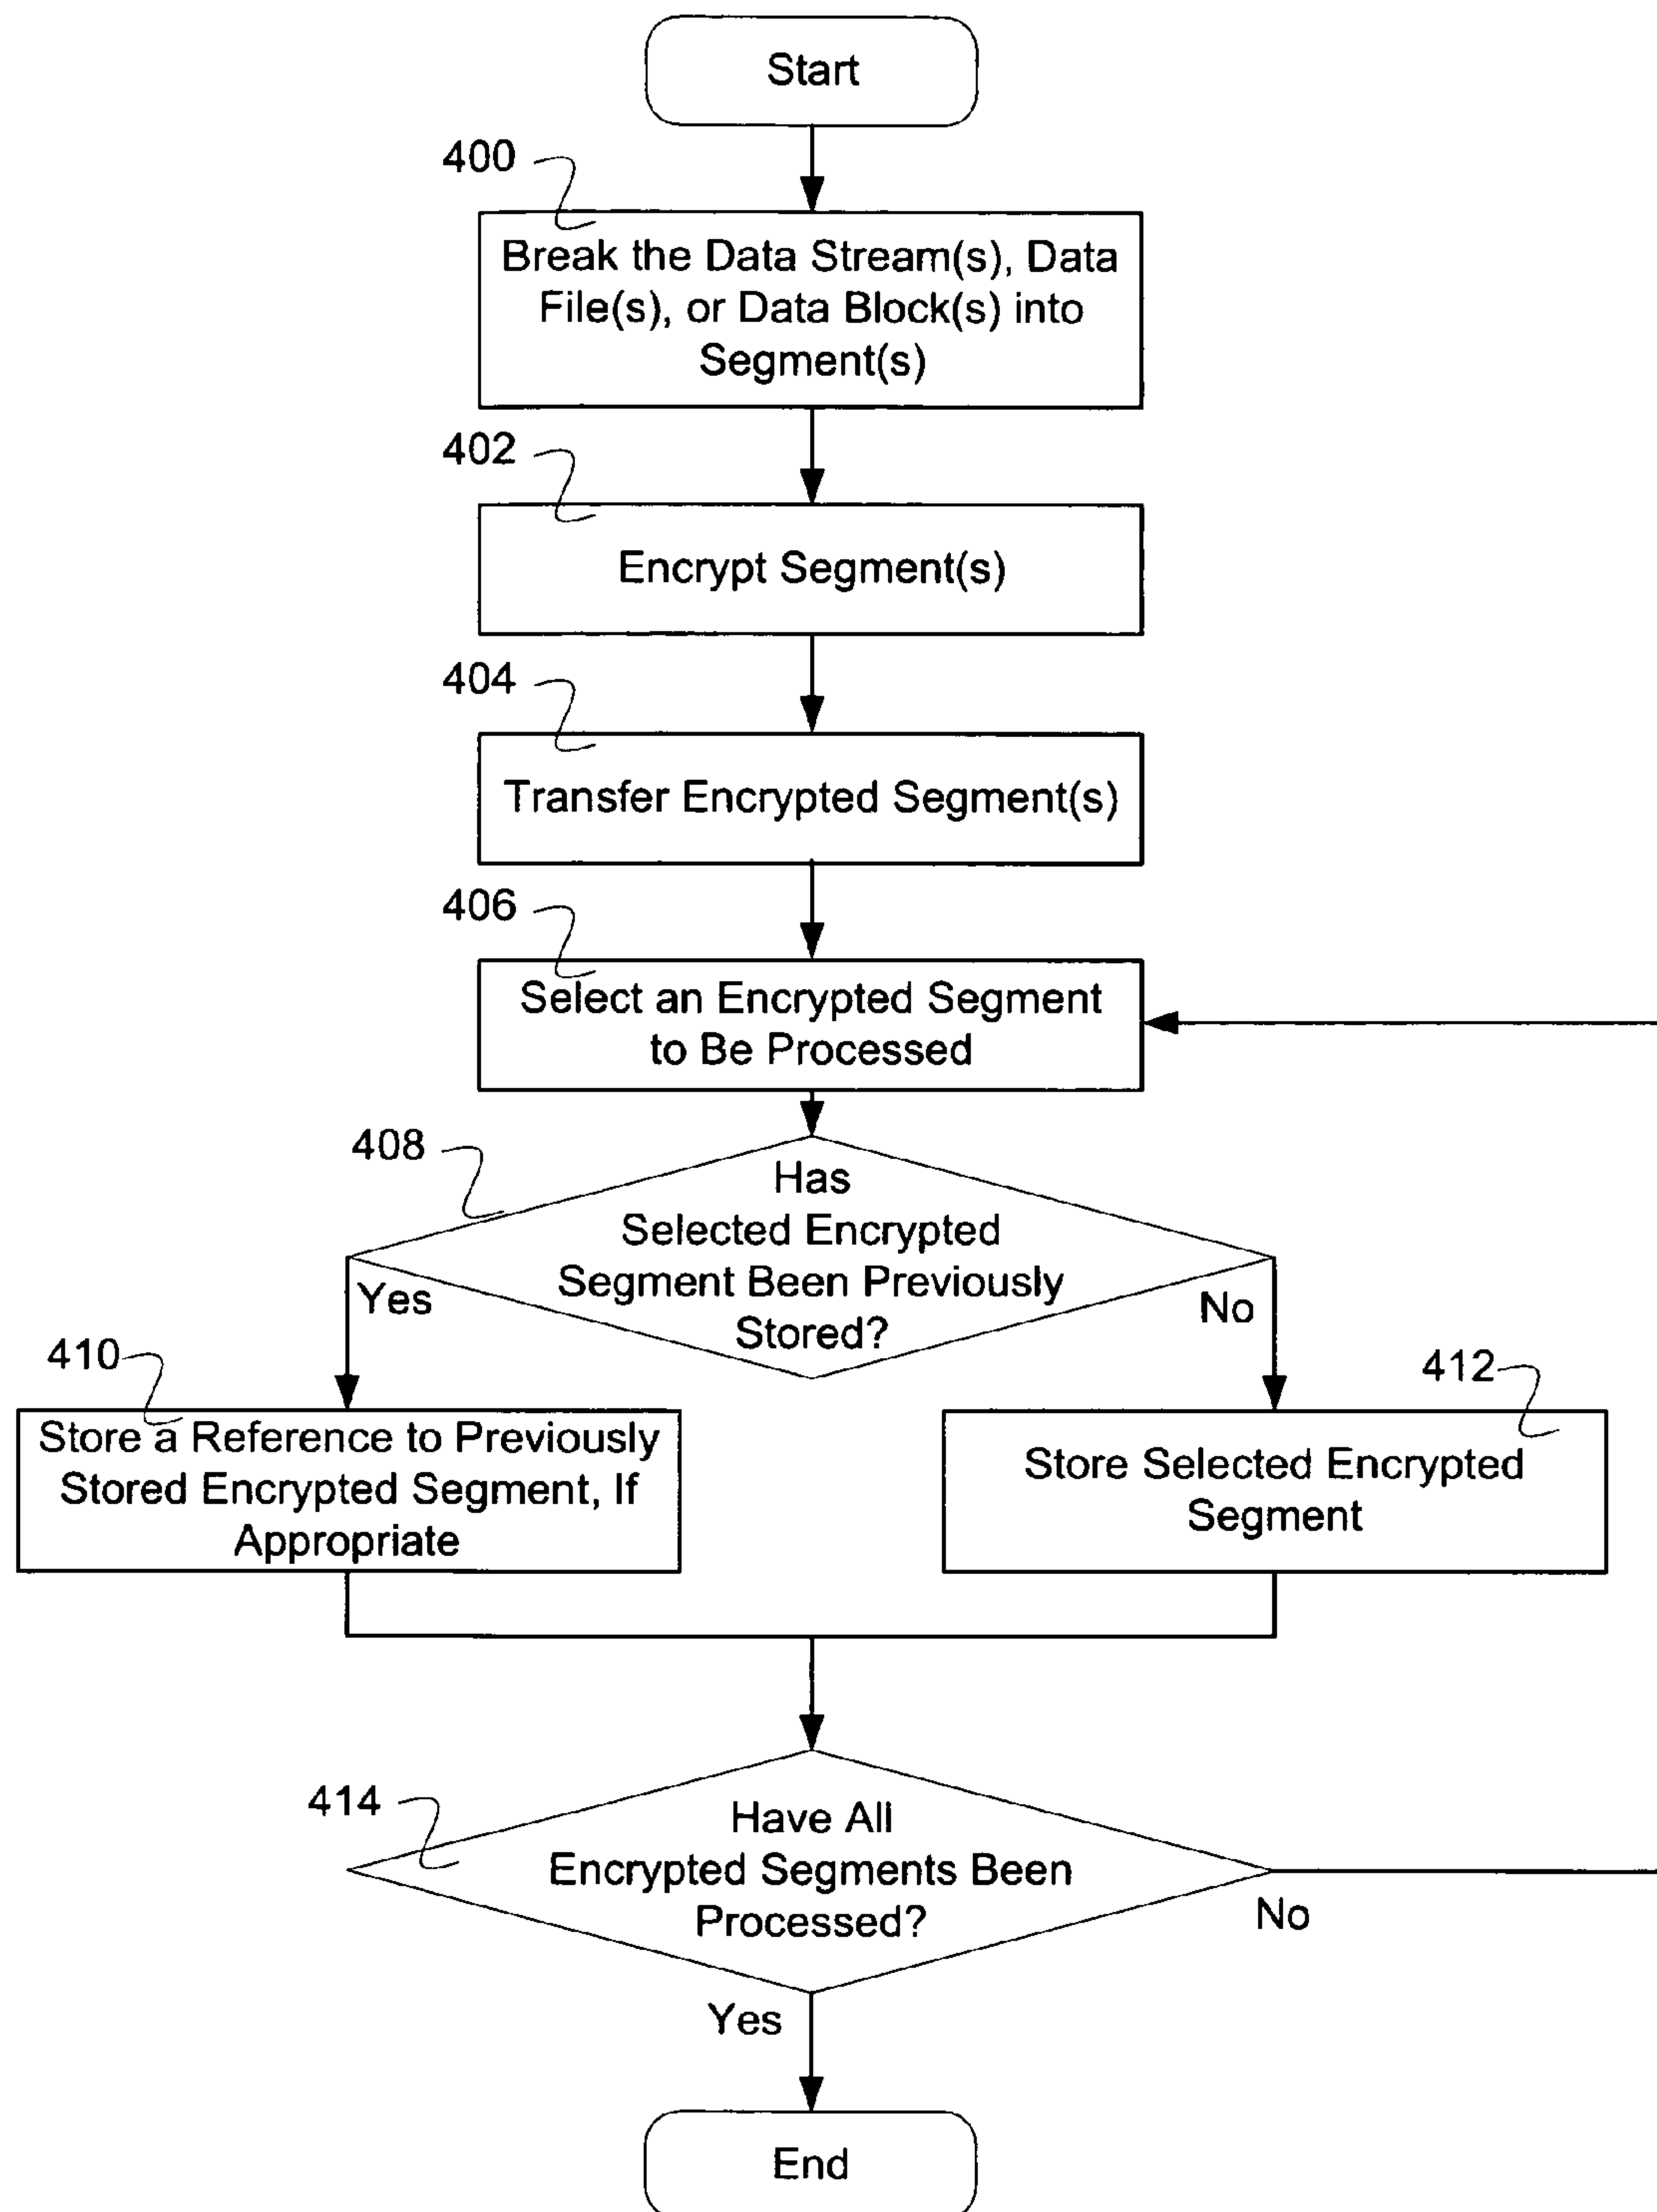 Start
400
Break the Data Stream(s), Data
File(s), or Data Block(s) into
Segment(s)
402
Encrypt Segment(s)
404
Transfer Encrypted Segment(s)
406
Select an Encrypted Segment
to Be Processed
408
Has
Selected Encrypted
Segment Been Previously
Stored?
Yes
No
410
Store a Reference to Previously
Stored Encrypted Segment, If
Appropriate
412
Store Selected Encrypted
Segment
414
Have All
Encrypted Segments Been
Processed?
No
Yes
End